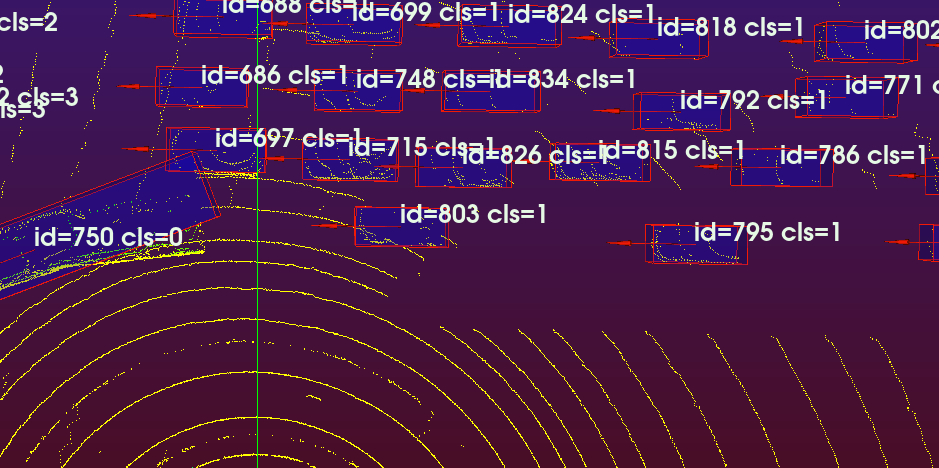 cls=2
id=688 cls=1
id=699 cls=1
id=824 cls=1
id=818 cls=1
id=802
2
2 cls=3
ls=3
id=686 cls=1
id=748 cls=
id=834 cls=1
id=792 cls=1
id=771 c
id=697 cls=1
id=715 cls=1
id=826 cls=1
id=815 cls=1
id=786 cls=1
id=803 cls=1
id=750 cls=0
id=795 cls=1